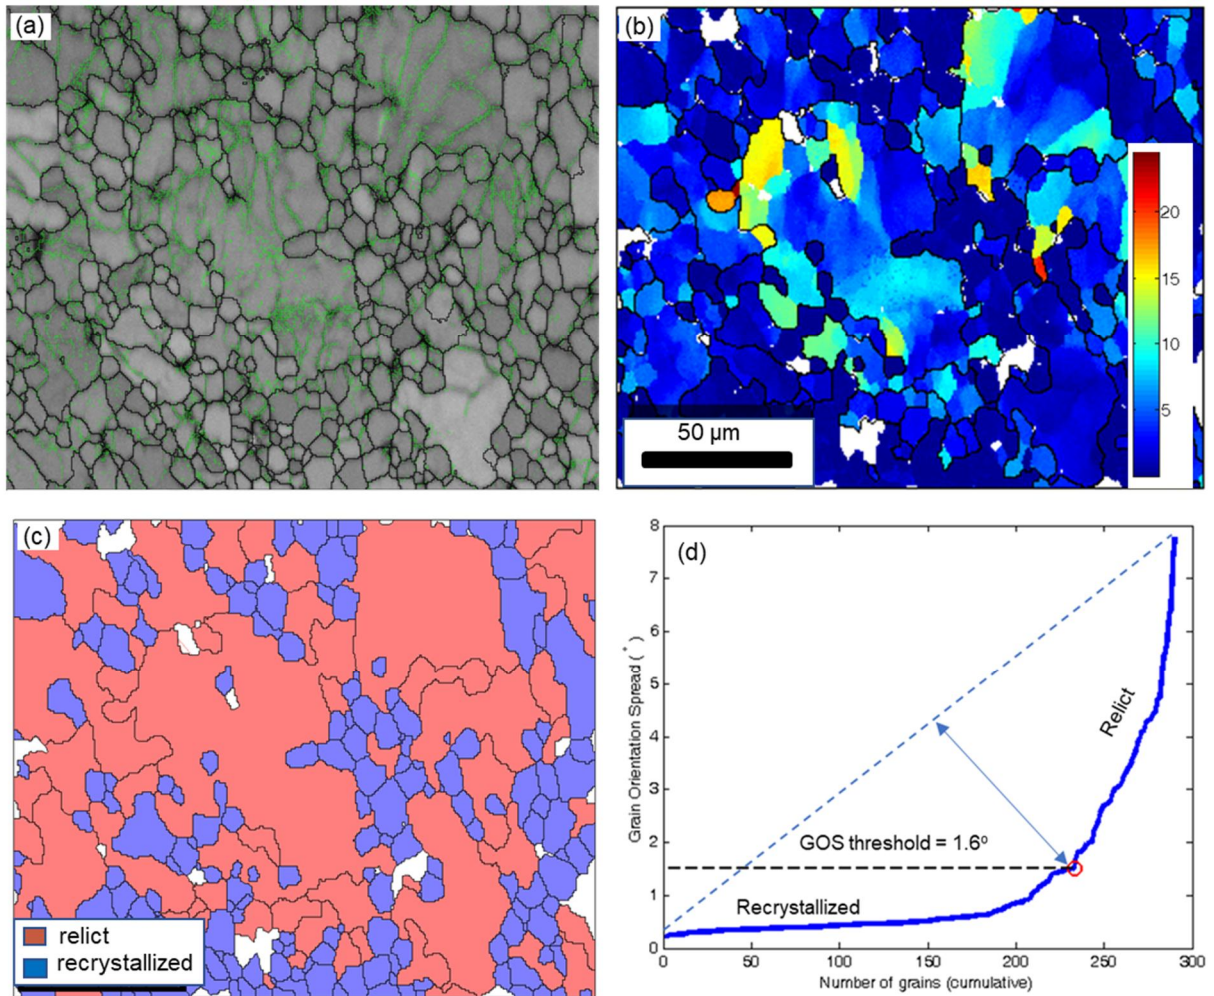 (a)
(b)
20
15
10
5
50 µm
(c)
relict
recrystallized
(d)
8
7
6
5
4
3
2
1
0
Grain Orientation Spread ( ° )
Relict
GOS threshold = 1.6º
Recrystallized
0
50
100
150
200
250
300
Number of grains (cumulative)